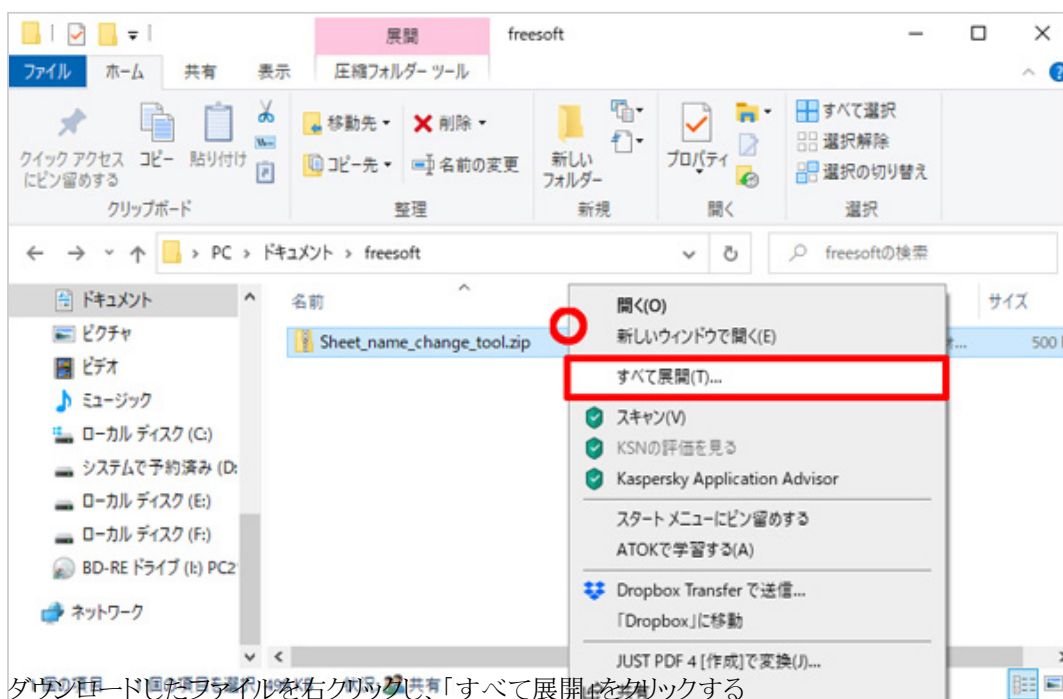 展開
freesoft
ファイル
ホーム
共有
表示
圧縮フォルダー ツール
クイック アクセス
にピン留めする
コピー
貼り付け
移動先
削除
コピー先
名前の変更
新しい
フォルダー
プロパティ
すべて選択
選択解除
選択の切り替え
クリップボード
整理
新規
開く
選択
PC > ドキュメント > freesoft
freesoftの検索
ドキュメント
ピクチャ
ビデオ
ミュージック
ローカル ディスク (C:)
システムで予約済み (D:
ローカル ディスク (E:)
ローカル ディスク (F:)
BD-RE ドライブ (I:) PC2
ネットワーク
名前
サイズ
Sheet_name_change_tool.zip
500
開く(O)
新しいウィンドウで開く(E)
すべて展開(T)...
スキャン(V)
KSNの評価を見る
Kaspersky Application Advisor
スタート メニューにピン留めする
ATOKで学習する(A)
Dropbox Transfer で送信...
「Dropbox」に移動
JUST PDF 4 [作成]で変換(J)...
ダウンロードしたファイルを右クリックし、「すべて展開」をクリックする